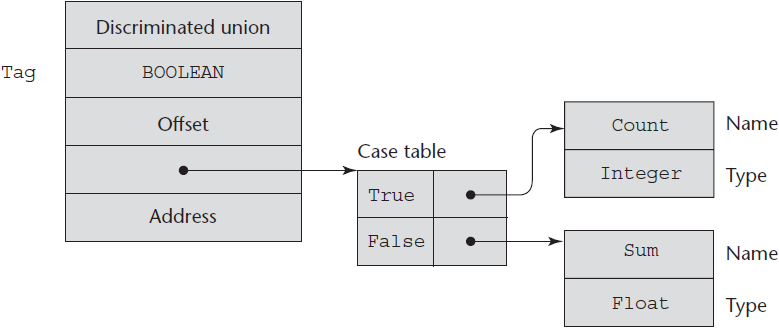 Discriminated union
Tag
BOOLEAN
Offset
Address
Case table
True
False
Count
Name
Integer
Type
Sum
Name
Float
Type